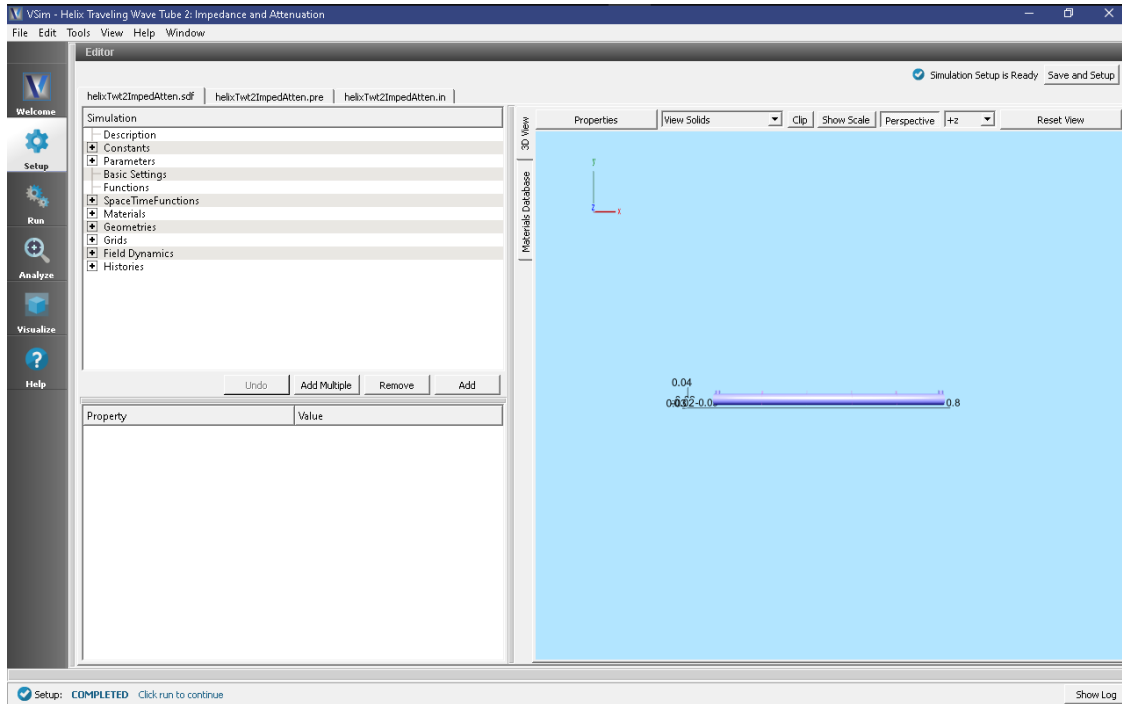 VSim - Helix Traveling Wave Tube 2: Impedance and Attenuation
File Edit Tools View Help Window
Editor
Simulation Setup is Ready Save and Setup
helixTwt2ImpedAtten.sdf helixTwt2ImpedAtten.pre helixTwt2ImpedAtten.in
Welcome
Setup
Run
Analyze
Visualize
Help
Simulation
Description
Constants
Parameters
Basic Settings
Functions
SpaceTimeFunctions
Materials
Geometries
Grids
Field Dynamics
Histories
Undo Add Multiple Remove Add
Property Value
3D View
Materials Database
Properties View Solids Clip Show Scale Perspective +z Reset View
Y
z x
0.04
0.8
Setup: COMPLETED Click run to continue
Show Log